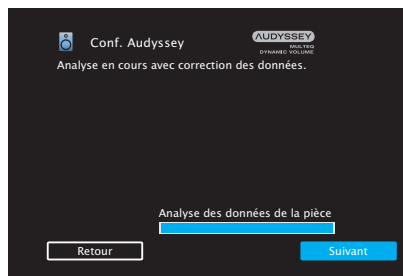 Conf. Audyssey
AUDYSSEY
MULTEQ
DYNAMIC VOLUME
Analyse en cours avec correction des données.
Analyse des données de la pièce
Retour
Suivant